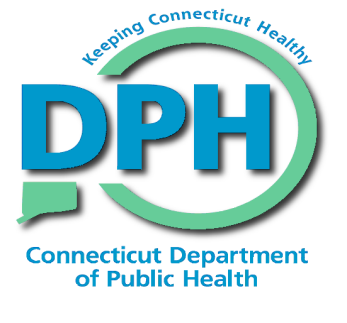 Keeping Connecticut Healthy
DPH
Connecticut Department
of Public Health